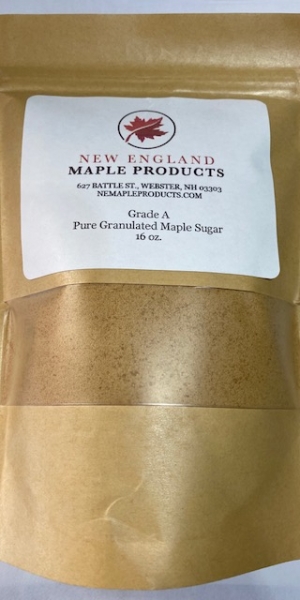 NEW ENGLAND
MAPLE PRODUCTS
627 BATTLE ST., WEBSTER, NH 03303
NEMAPLEPRODUCTS.COM
Grade A
Pure Granulated Maple Sugar
16 oz.